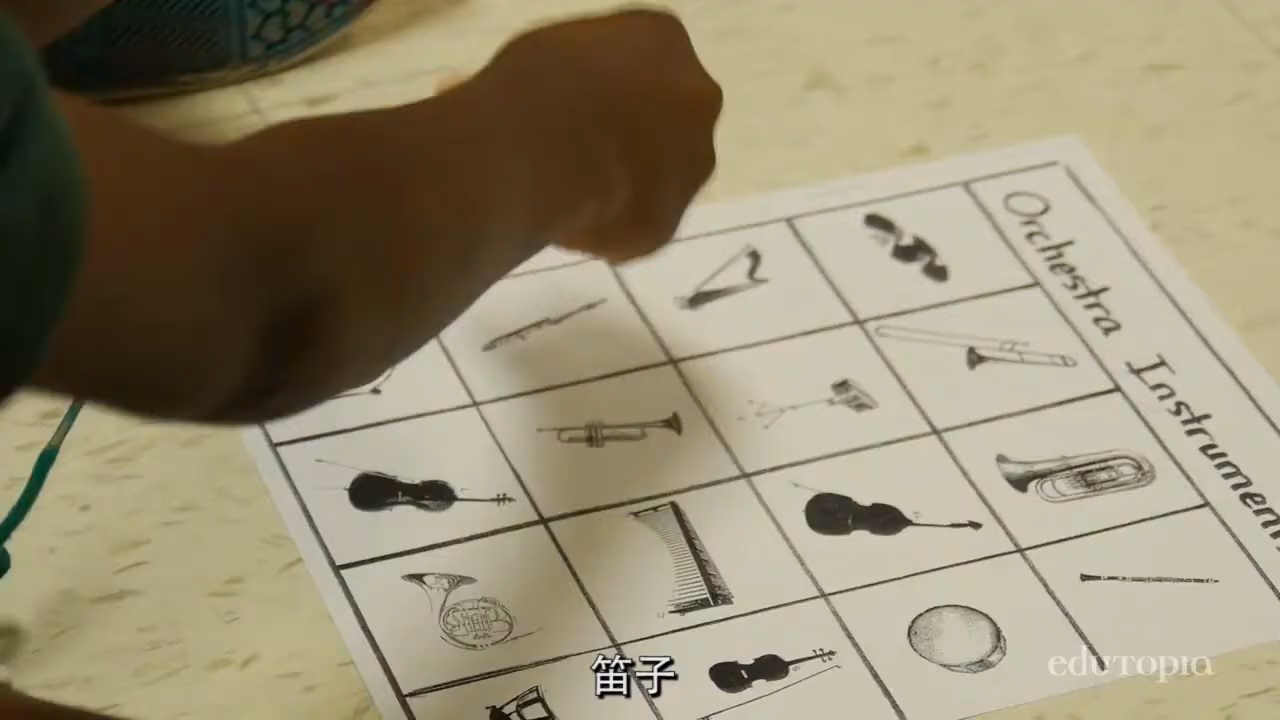 Orchestra Instrument
笛子
edutopia